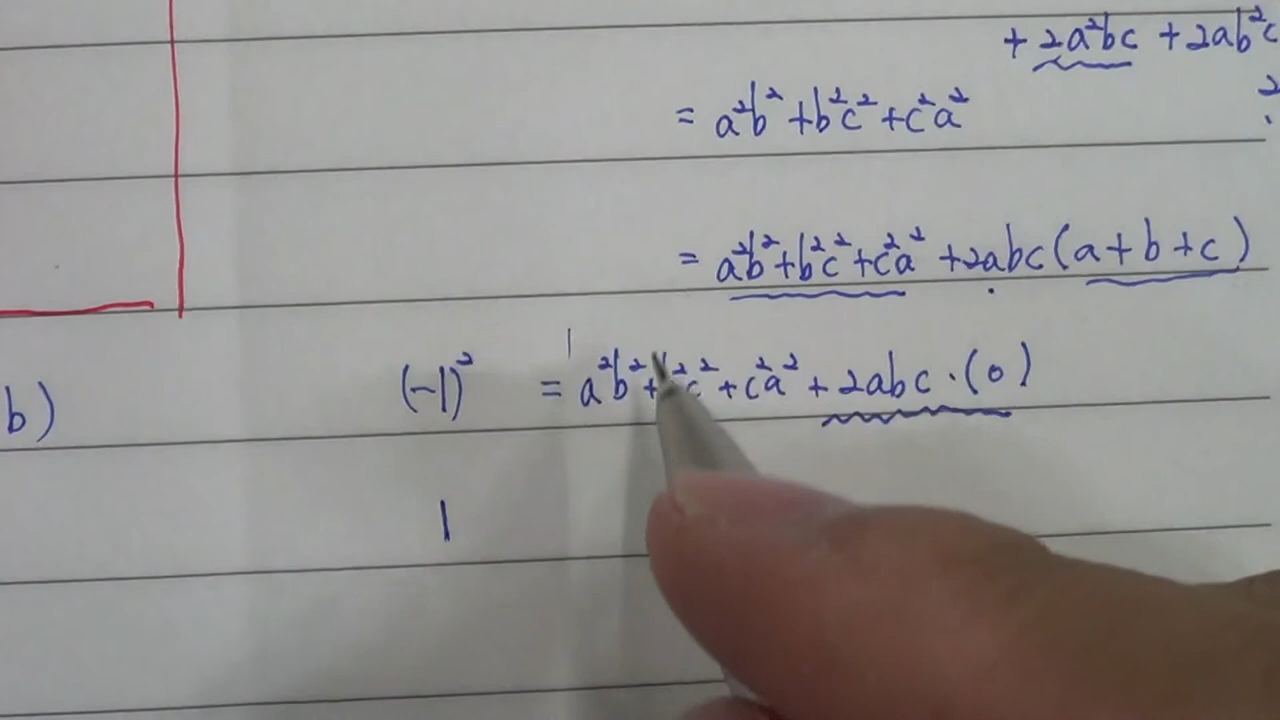 + 2a²bc + 2ab²c
= a²b² + b²c² + c²a²
= a²b² + b²c² + c²a² + 2abc (a + b + c)
(-1)² = a²b² + b²c² + c²a² + 2abc · (0)
b)
1